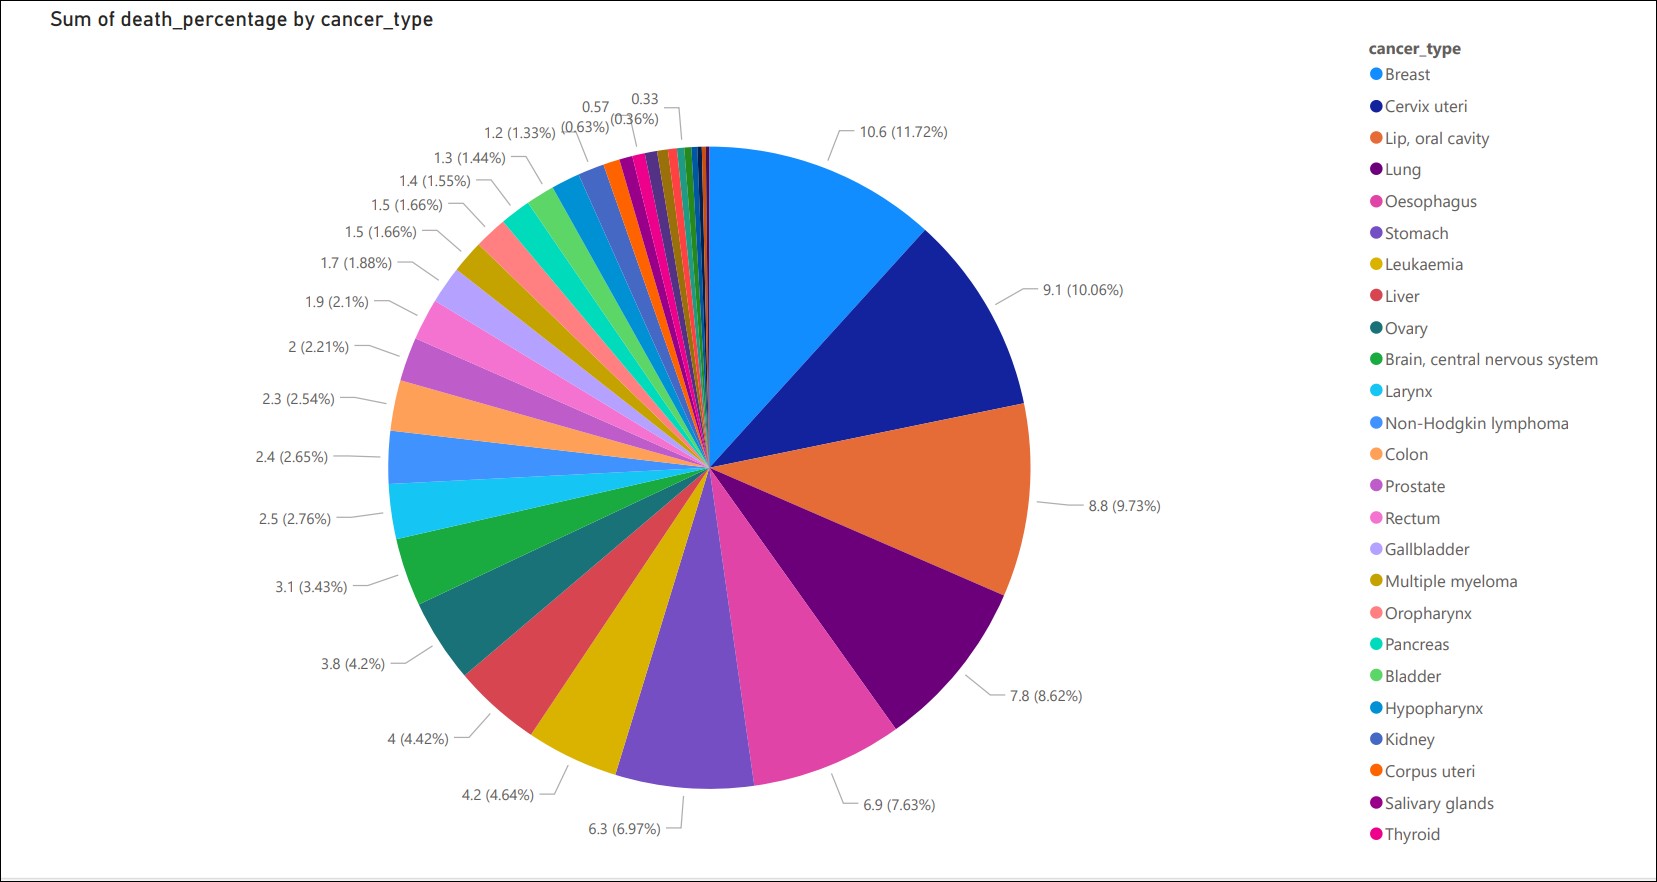 Sum of death_percentage by cancer_type
cancer_type
Breast
Cervix uteri
Lip, oral cavity
Lung
Oesophagus
Stomach
Leukaemia
Liver
Ovary
Brain, central nervous system
Larynx
Non-Hodgkin lymphoma
Colon
Prostate
Rectum
Gallbladder
Multiple myeloma
Oropharynx
Pancreas
Bladder
Hypopharynx
Kidney
Corpus uteri
Salivary glands
Thyroid
10.6 (11.72%)
9.1 (10.06%)
8.8 (9.73%)
7.8 (8.62%)
6.9 (7.63%)
6.3 (6.97%)
4.2 (4.64%)
4 (4.42%)
3.8 (4.2%)
3.1 (3.43%)
2.5 (2.76%)
2.4 (2.65%)
2.3 (2.54%)
2 (2.21%)
1.9 (2.1%)
1.7 (1.88%)
1.5 (1.66%)
1.5 (1.66%)
1.4 (1.55%)
1.3 (1.44%)
1.2 (1.33%)
0.57
(0.63%)
0.33
(0.36%)